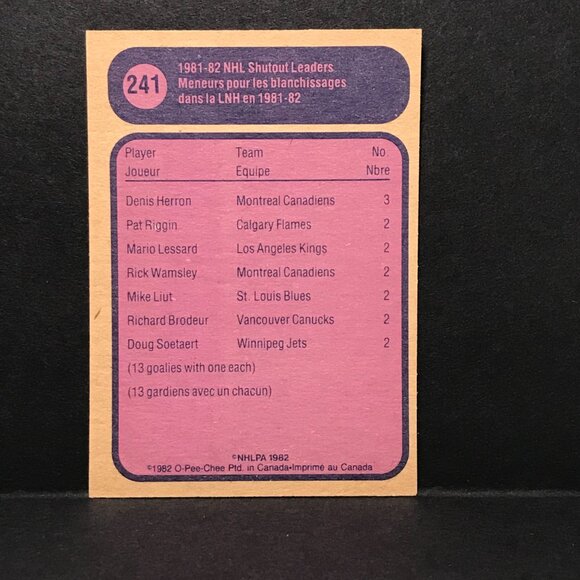 241
1981-82 NHL Shutout Leaders
Meneurs pour les blanchissages
dans la LNH en 1981-82
Player Team No.
Joueur Equipe Nbre
Denis Herron Montreal Canadiens 3
Pat Riggin Calgary Flames 2
Mario Lessard Los Angeles Kings 2
Rick Wamsley Montreal Canadiens 2
Mike Liut St. Louis Blues 2
Richard Brodeur Vancouver Canucks 2
Doug Soetaert Winnipeg Jets 2
(13 goalies with one each)
(13 gardiens avec un chacun)
©NHLPA 1982
©1982 O-Pee-Chee Ptd. in Canada•Imprimé au Canada